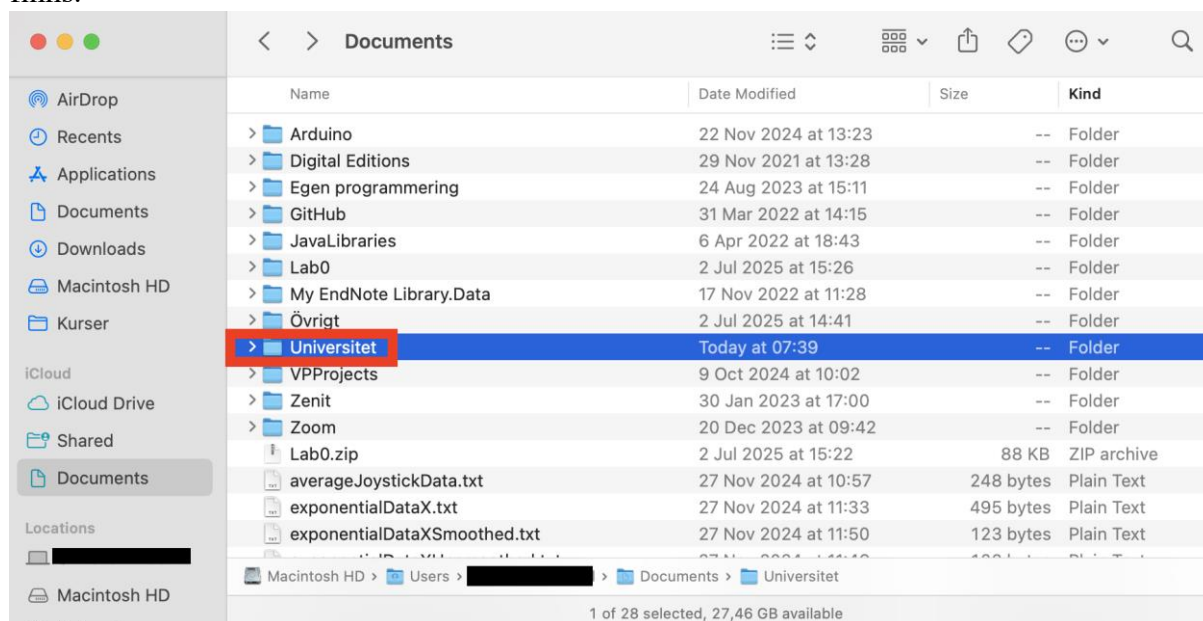 Documents
AirDrop
Recents
Applications
Documents
Downloads
Macintosh HD
Kurser
iCloud
iCloud Drive
Shared
Documents
Locations
Macintosh HD
Name Date Modified Size Kind
Arduino 22 Nov 2024 at 13:23 -- Folder
Digital Editions 29 Nov 2021 at 13:28 -- Folder
Egen programmering 24 Aug 2023 at 15:11 -- Folder
GitHub 31 Mar 2022 at 14:15 -- Folder
JavaLibraries 6 Apr 2022 at 18:43 -- Folder
Lab0 2 Jul 2025 at 15:26 -- Folder
My EndNote Library.Data 17 Nov 2022 at 11:28 -- Folder
Övrigt 2 Jul 2025 at 14:41 -- Folder
Universitet Today at 07:39 -- Folder
VPProjects 9 Oct 2024 at 10:02 -- Folder
Zenit 30 Jan 2023 at 17:00 -- Folder
Zoom 20 Dec 2023 at 09:42 -- Folder
Lab0.zip 2 Jul 2025 at 15:22 88 KB ZIP archive
averageJoystickData.txt 27 Nov 2024 at 10:57 248 bytes Plain Text
exponentialDataX.txt 27 Nov 2024 at 11:33 495 bytes Plain Text
exponentialDataXSmoothed.txt 27 Nov 2024 at 11:50 123 bytes Plain Text
Macintosh HD > Users > > Documents > Universitet
1 of 28 selected, 27,46 GB available